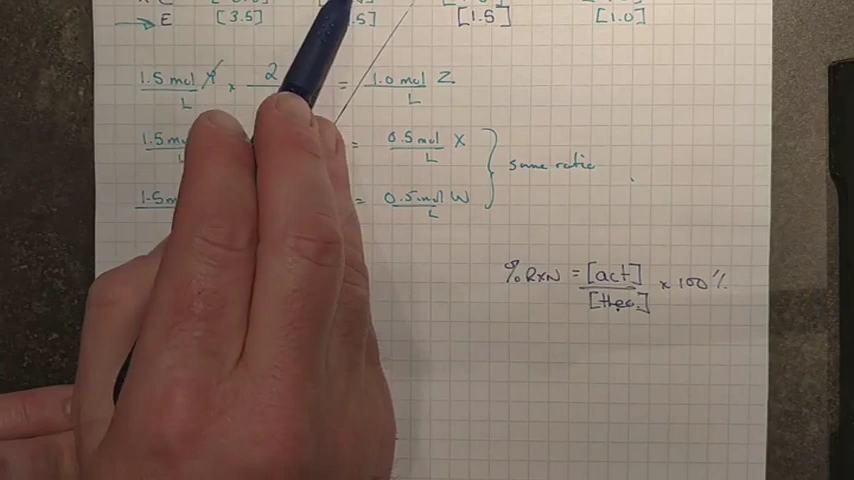 E [3.5] .5] [1.5] [1.0]
1.5 mol Y × 2 = 1.0 mol Z
L L
1.5 m = 0.5 mol X
L L
same ratio
1.5 m = 0.5 mol W
L
%RXN = [act] × 100%
[theo.]